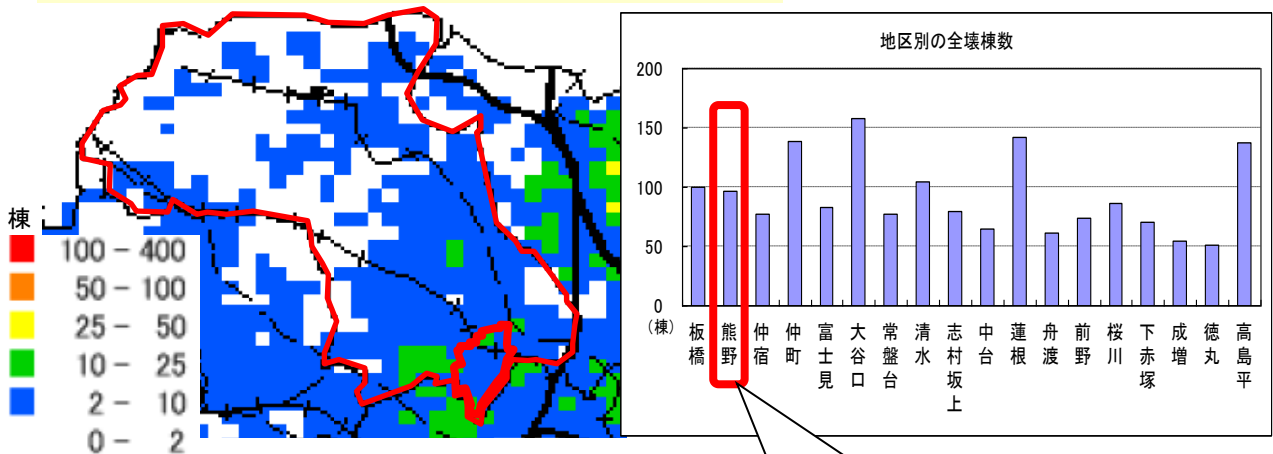 棟
100 - 400
50 - 100
25 - 50
10 - 25
2 - 10
0 - 2
地区別の全壊棟数
200
150
100
50
0
(棟)
板橋
熊野
仲宿
仲町
富士見
大谷口
常盤台
清水
志村坂上
中台
蓮根
舟渡
前野
桜川
下赤塚
成増
徳丸
高島平